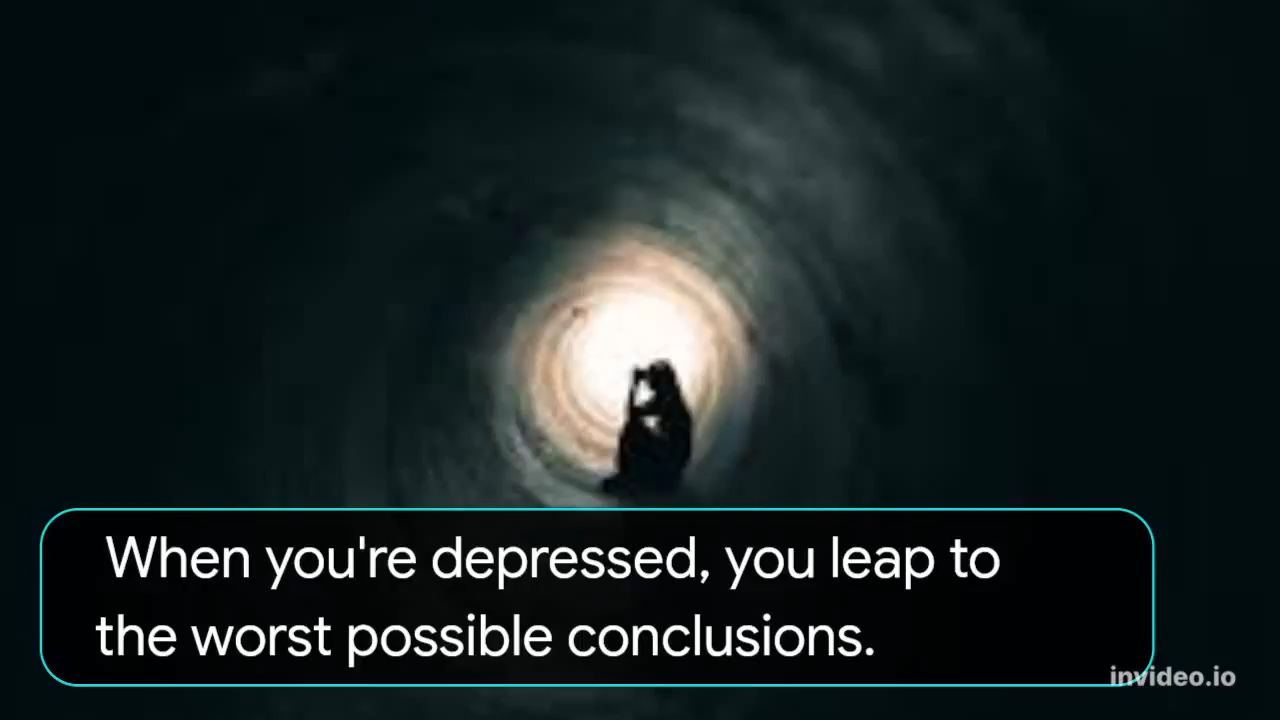 When you're depressed, you leap to
the worst possible conclusions.
invideo.io